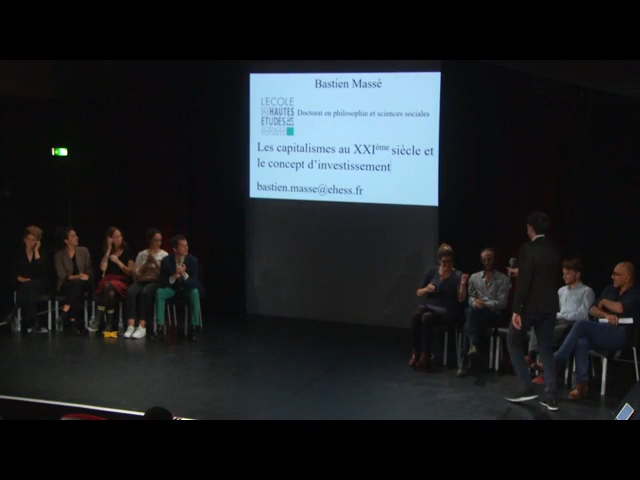 Bastien Massé
L'ECOLE
HAUTES
ETUDES
Doctorat en philosophie et sciences sociales
Les capitalismes au XXIème siècle et
le concept d'investissement
bastien.masse@ehess.fr